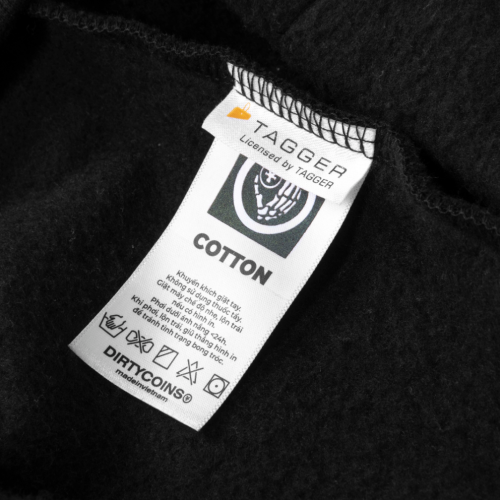 TAGGER
Licensed by TAGGER
COTTON
Khuyến khích giặt tay.
Không sử dụng thuốc tẩy.
Giặt máy chế độ nhẹ, lộn trái
nếu có hình in.
Phơi dưới ánh nắng <24h.
Khi phơi, lộn trái, giũ thẳng hình in
để tránh tình trạng bong tróc.
DIRTYCOINS®
madeinvietnam